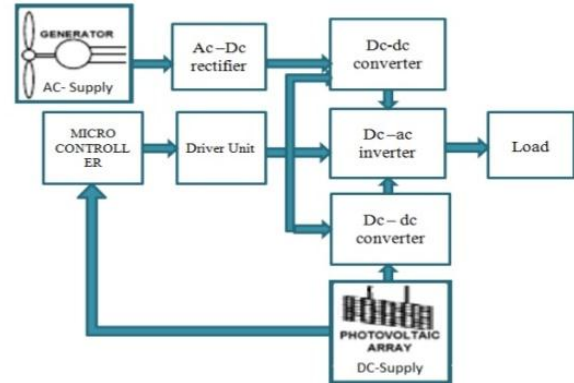 GENERATOR
AC- Supply
Ac –Dc
rectifier
Dc-dc
converter
MICRO
CONTROLL
ER
Driver Unit
Dc – ac
inverter
Load
Dc – dc
converter
PHOTOVOLTAIC
ARRAY
DC-Supply